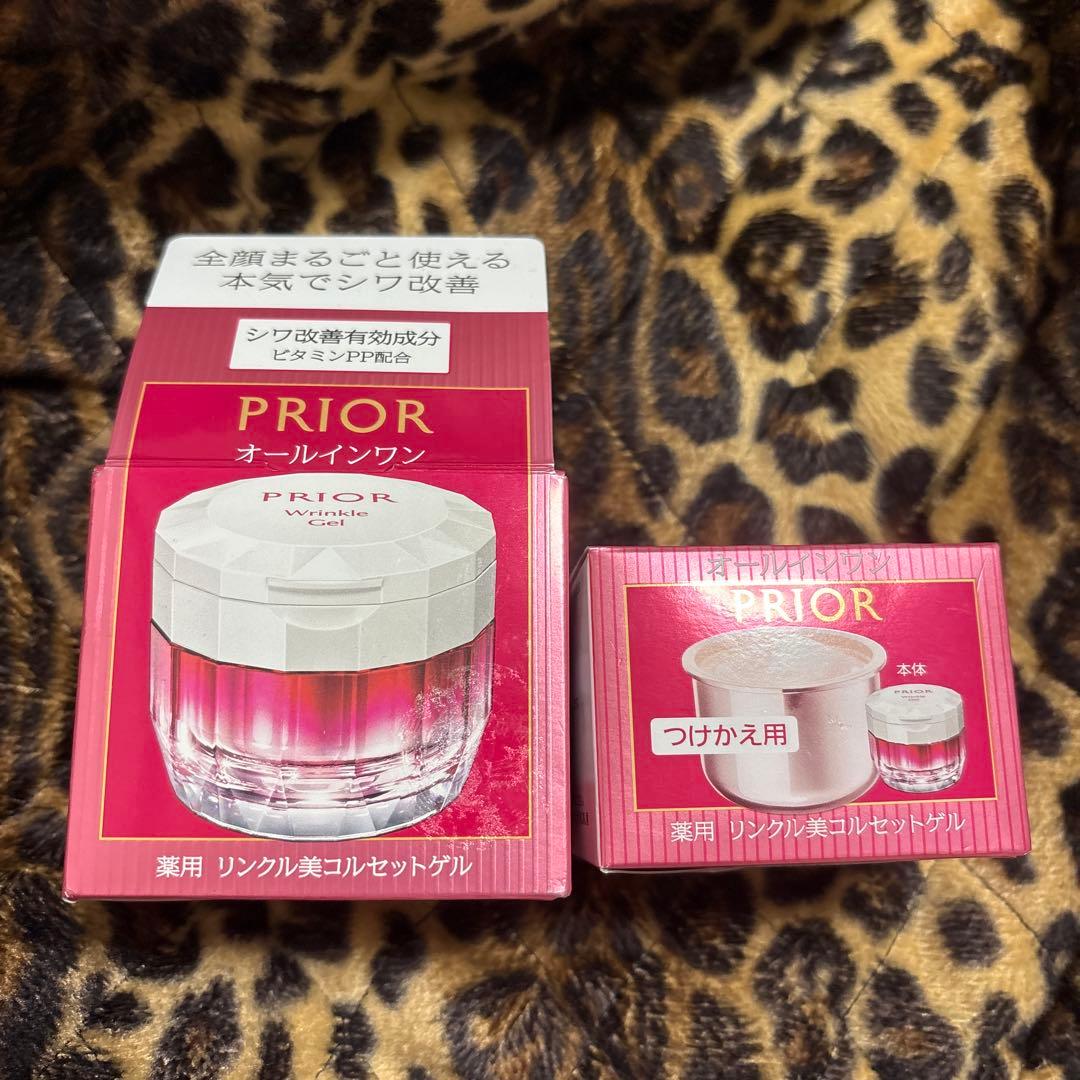 全顔まるごと使える
本気でシワ改善
シワ改善有効成分
ビタミンPP配合
PRIOR
オールインワン
PRIOR
Wrinkle
Gel
薬用 リンクル美コルセットゲル
オールインワン
PRIOR
本体
PRIOR
Wrinkle
つけかえ用
薬用 リンクル美コルセットゲル